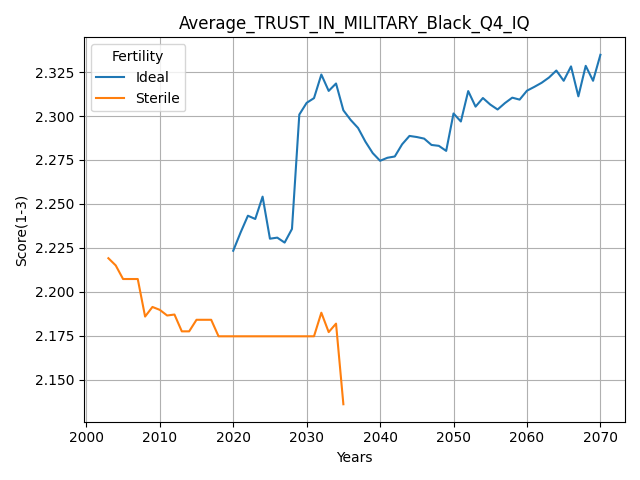 Average_TRUST_IN_MILITARY_Black_Q4_IQ
Fertility
Ideal
Sterile
Score(1-3)
2.325
2.300
2.275
2.250
2.225
2.200
2.175
2.150
2000 2010 2020 2030 2040 2050 2060 2070
Years